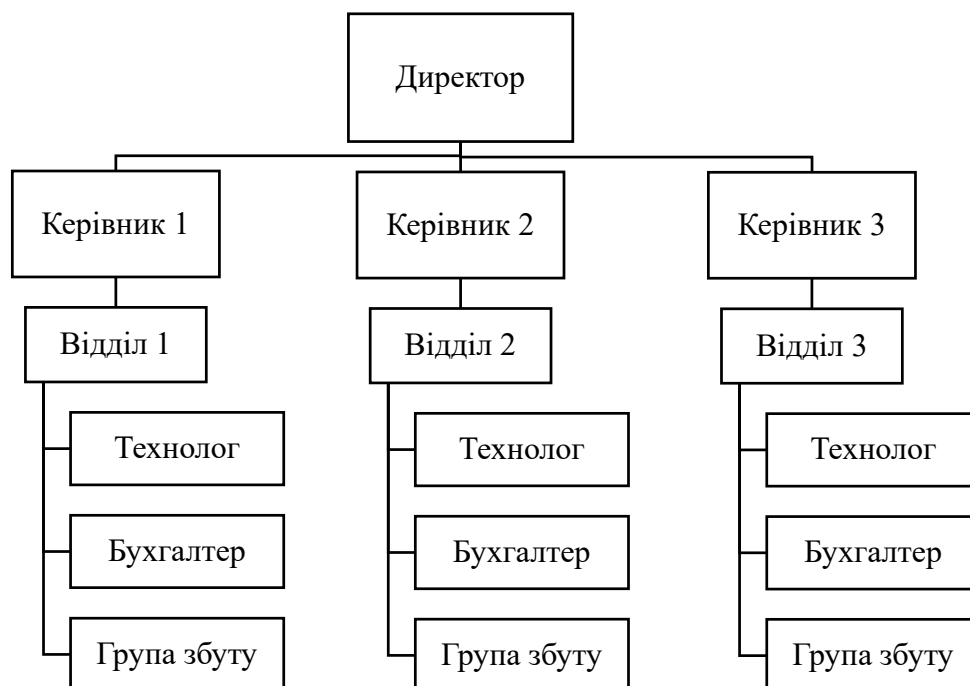 Директор
Керівник 1
Керівник 2
Керівник 3
Відділ 1
Відділ 2
Відділ 3
Технолог
Технолог
Технолог
Бухгалтер
Бухгалтер
Бухгалтер
Група збуту
Група збуту
Група збуту